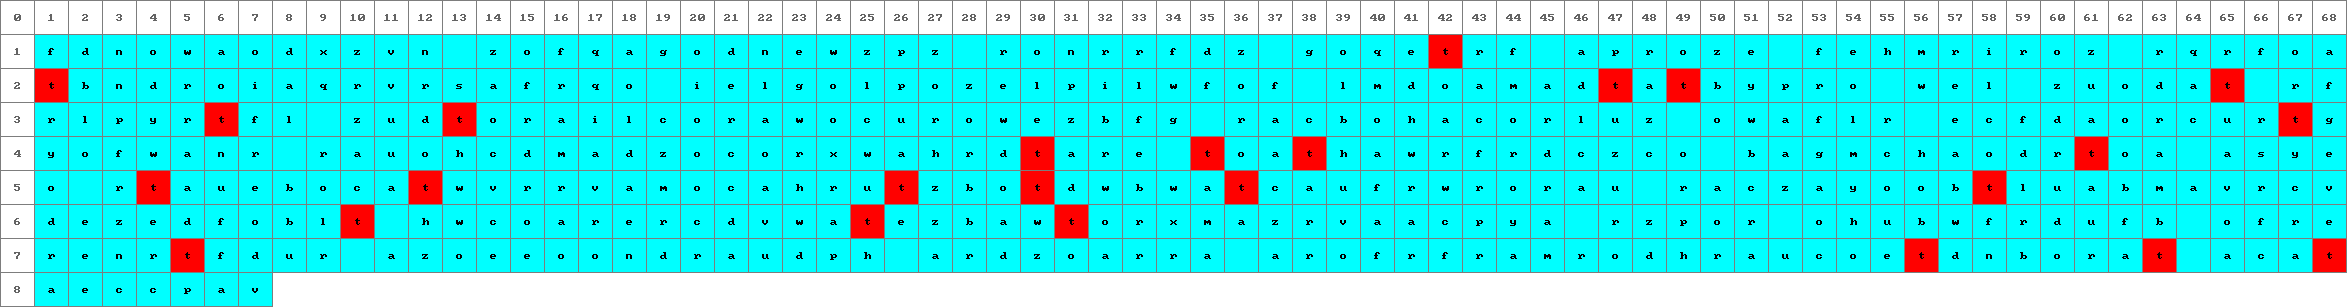 0 1 2 3 4 5 6 7 8 9 10 11 12 13 14 15 16 17 18 19 20 21 22 23 24 25 26 27 28 29 30 31 32 33 34 35 36 37 38 39 40 41 42 43 44 45 46 47 48 49 50 51 52 53 54 55 56 57 58 59 60 61 62 63 64 65 66 67 68
1 f d n o w a o d x z v n z o f q a g o d n e w z p z r o n r r f d z g o q e t r f a p r o z e f e h m r i r o z r q r f o a
2 t b n d r o i a q r v r s a f r q o i e l g o l p o z e l p i l w f o f l m d o a m a d t a t b y p r o w e l z u o d a t r f
3 r l p y r t f l z u d t o r a i l c o r a w o c u r o w e z b f g r a c b o h a c o r l u z o w a f l r e c f d a o r c u r t g
4 y o f w a n r r a u o h c d m a d z o c o r x w a h r d t a r e t o a t h a w r f r d c z c o b a g m c h a o d r t o a a s y e
5 o r t a u e b o c a t w v r r v a m o c a h r u t z b o t d w b w a t c a u f r w r o r a u r a c z a y o o b t l u a b m a v r c v
6 d e z e d f o b l t h w c o a r e r c d v w a t e z b a w t o r x m a z r v a a c p y a r z p o r o h u b w f r d u f b o f r e
7 r e n r t f d u r a z o e e o o n d r a u d p h a r d z o a r r a a r o f r f r a m r o d h r a u c o e t d n b o r a t a c a t
8 a e c c p a v